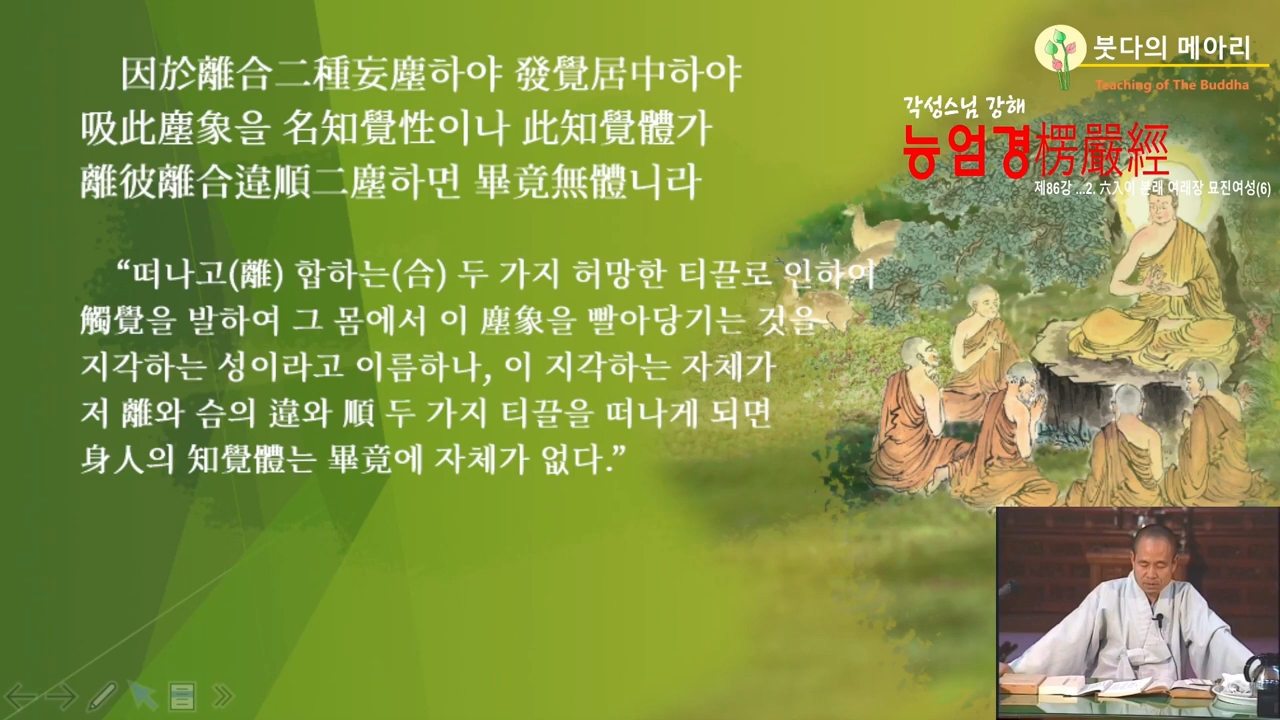 因於離合二種妄塵하야 發覺居中하야
吸此塵象을 名知覺性이나 此知覺體가
離彼離合違順二塵하면 畢竟無體니라
“떠나고(離) 합하는(合) 두 가지 허망한 티끌로 인하여
觸覺을 발하여 그 몸에서 이 塵象을 빨아당기는 것을
지각하는 성이라고 이름하나, 이 지각하는 자체가
저 離와 슴의 違와 順 두 가지 티끌을 떠나게 되면
身人의 知覺體는 畢竟에 자체가 없다.”
붓다의 메아리
Teaching of The Buddha
각성스님 강해
능엄경楞嚴經
제86강 ...2. 六入이 본래 여래장 묘진여성(6)